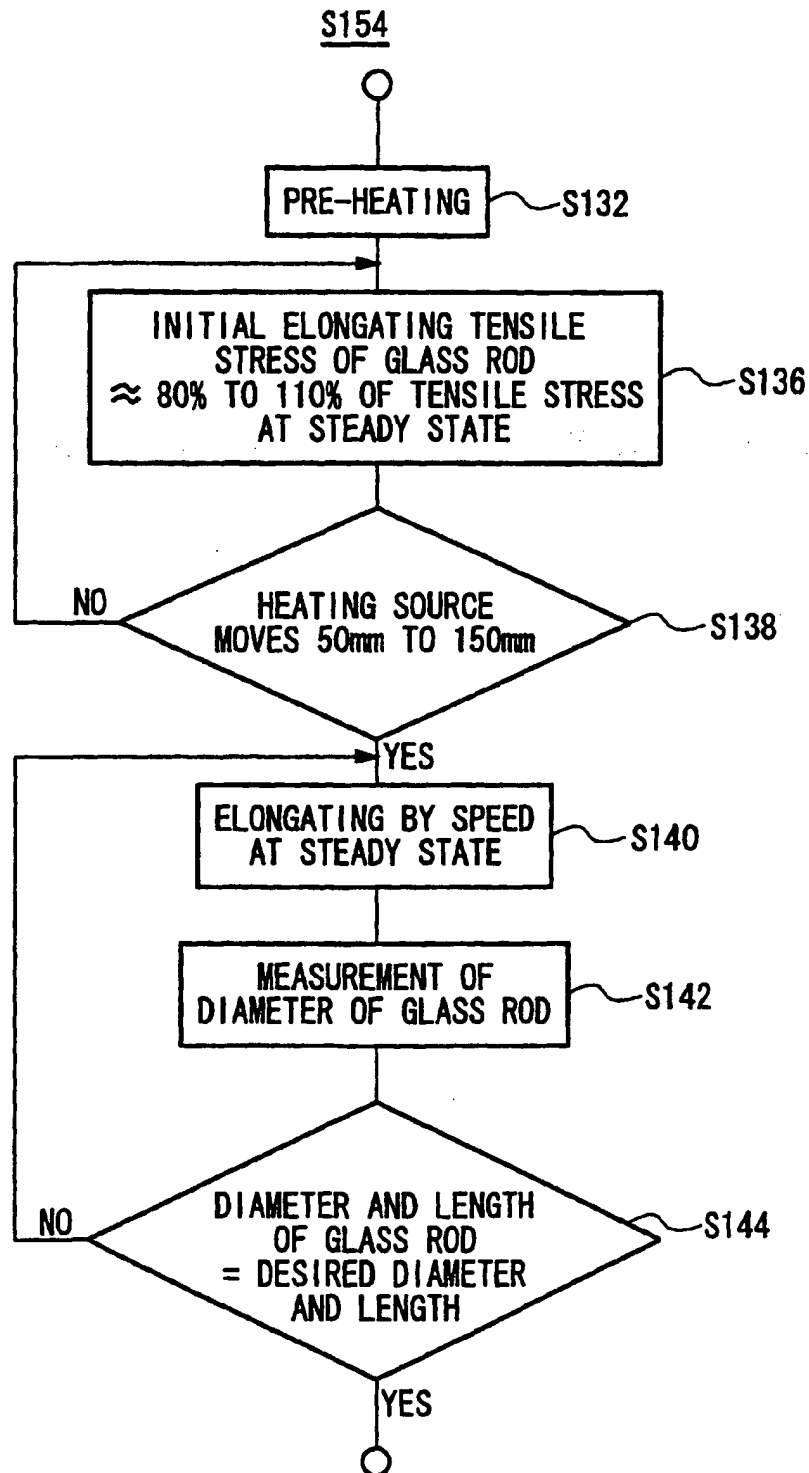 S154
PRE-HEATING
S132
INITIAL ELONGATING TENSILE
STRESS OF GLASS ROD
≈ 80% TO 110% OF TENSILE STRESS
AT STEADY STATE
S136
HEATING SOURCE
MOVES 50mm TO 150mm
S138
NO
YES
ELONGATING BY SPEED
AT STEADY STATE
S140
MEASUREMENT OF
DIAMETER OF GLASS ROD
S142
DIAMETER AND LENGTH
OF GLASS ROD
= DESIRED DIAMETER
AND LENGTH
S144
NO
YES